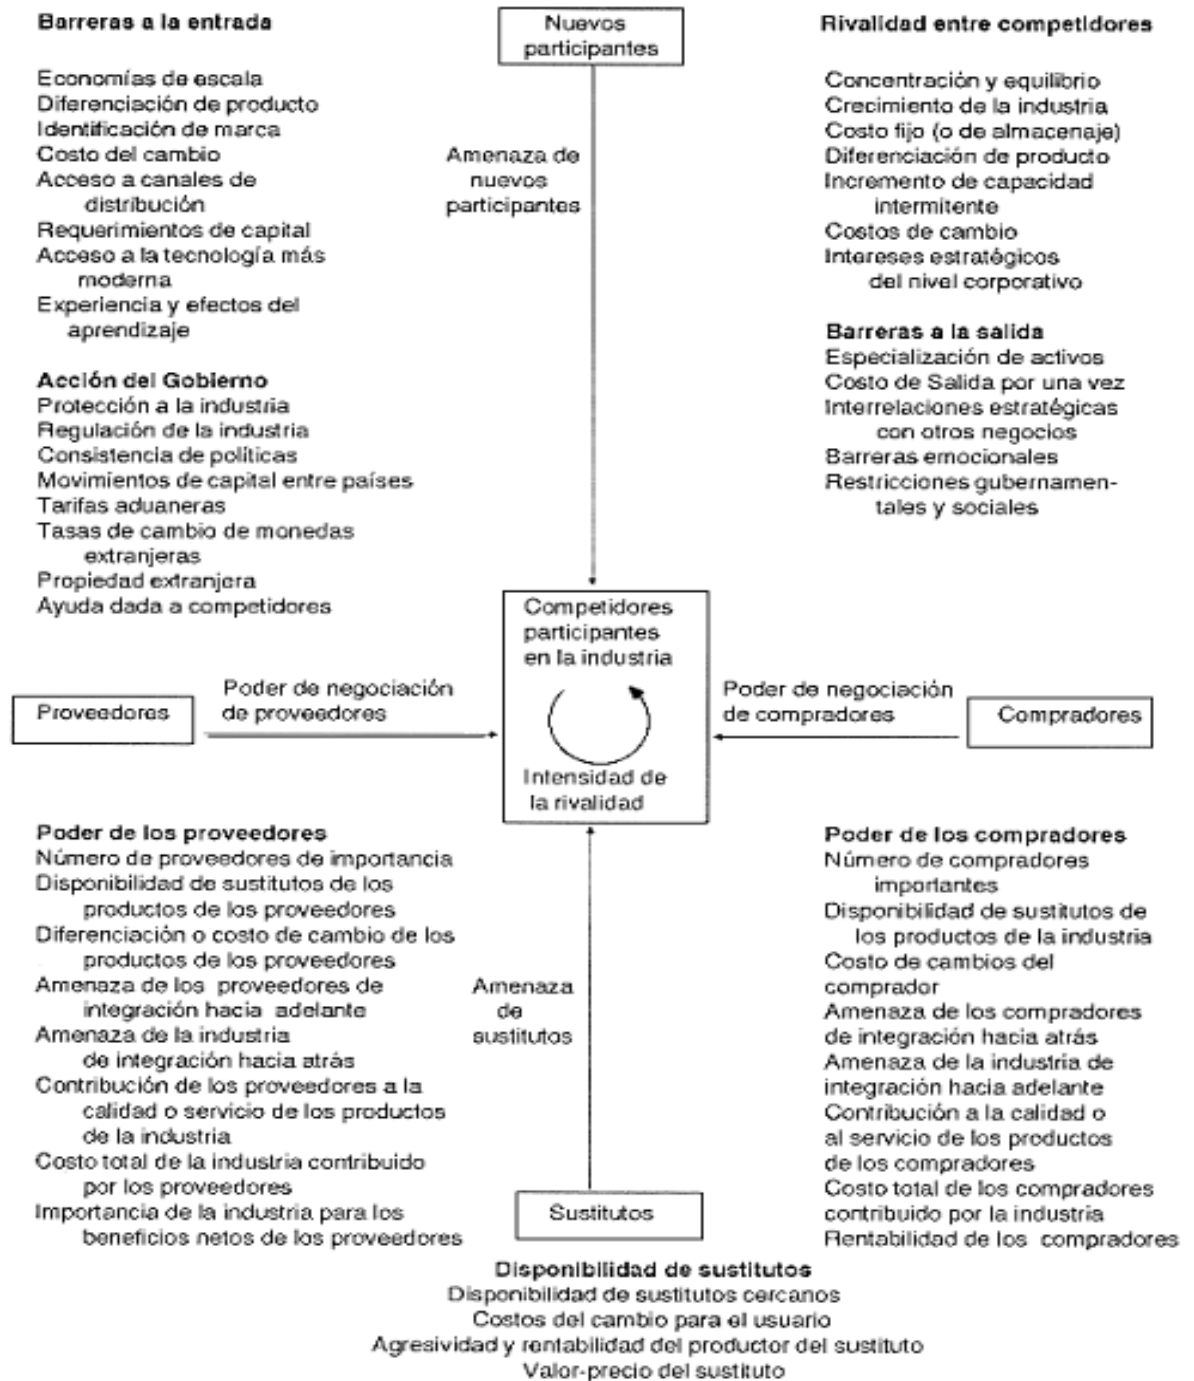 Barreras a la entrada
Economías de escala
Diferenciación de producto
Identificación de marca
Costo del cambio
Acceso a canales de
distribución
Requerimientos de capital
Acceso a la tecnología más
moderna
Experiencia y efectos del
aprendizaje
Acción del Gobierno
Protección a la industria
Regulación de la industria
Consistencia de políticas
Movimientos de capital entre países
Tarifas aduaneras
Tasas de cambio de monedas
extranjeras
Propiedad extranjera
Ayuda dada a competidores
Nuevos
participantes
Amenaza de
nuevos
participantes
Rivalidad entre competidores
Concentración y equilibrio
Crecimiento de la industria
Costo fijo (o de almacenaje)
Diferenciación de producto
Incremento de capacidad
intermitente
Costos de cambio
Intereses estratégicos
del nivel corporativo
Barreras a la salida
Especialización de activos
Costo de Salida por una vez
Interrelaciones estratégicas
con otros negocios
Barreras emocionales
Restricciones gubernamen-
tales y sociales
Proveedores
Poder de negociación
de proveedores
Competidores
participantes
en la industria
Intensidad de
la rivalidad
Poder de negociación
de compradores
Compradores
Poder de los proveedores
Número de proveedores de importancia
Disponibilidad de sustitutos de los
productos de los proveedores
Diferenciación o costo de cambio de los
productos de los proveedores
Amenaza de los proveedores de
integración hacia adelante
Amenaza de la industria
de integración hacia atrás
Contribución de los proveedores a la
calidad o servicio de los productos
de la industria
Costo total de la industria contribuido
por los proveedores
Importancia de la industria para los
beneficios netos de los proveedores
Amenaza
de
sustitutos
Sustitutos
Poder de los compradores
Número de compradores
importantes
Disponibilidad de sustitutos de
los productos de la industria
Costo de cambios del
comprador
Amenaza de los compradores
de integración hacia atrás
Amenaza de la industria de
integración hacia adelante
Contribución a la calidad o
al servicio de los productos
de los compradores
Costo total de los compradores
contribuido por la industria
Rentabilidad de los compradores
Disponibilidad de sustitutos
Disponibilidad de sustitutos cercanos
Costos del cambio para el usuario
Agresividad y rentabilidad del productor del sustituto
Valor-precio del sustituto